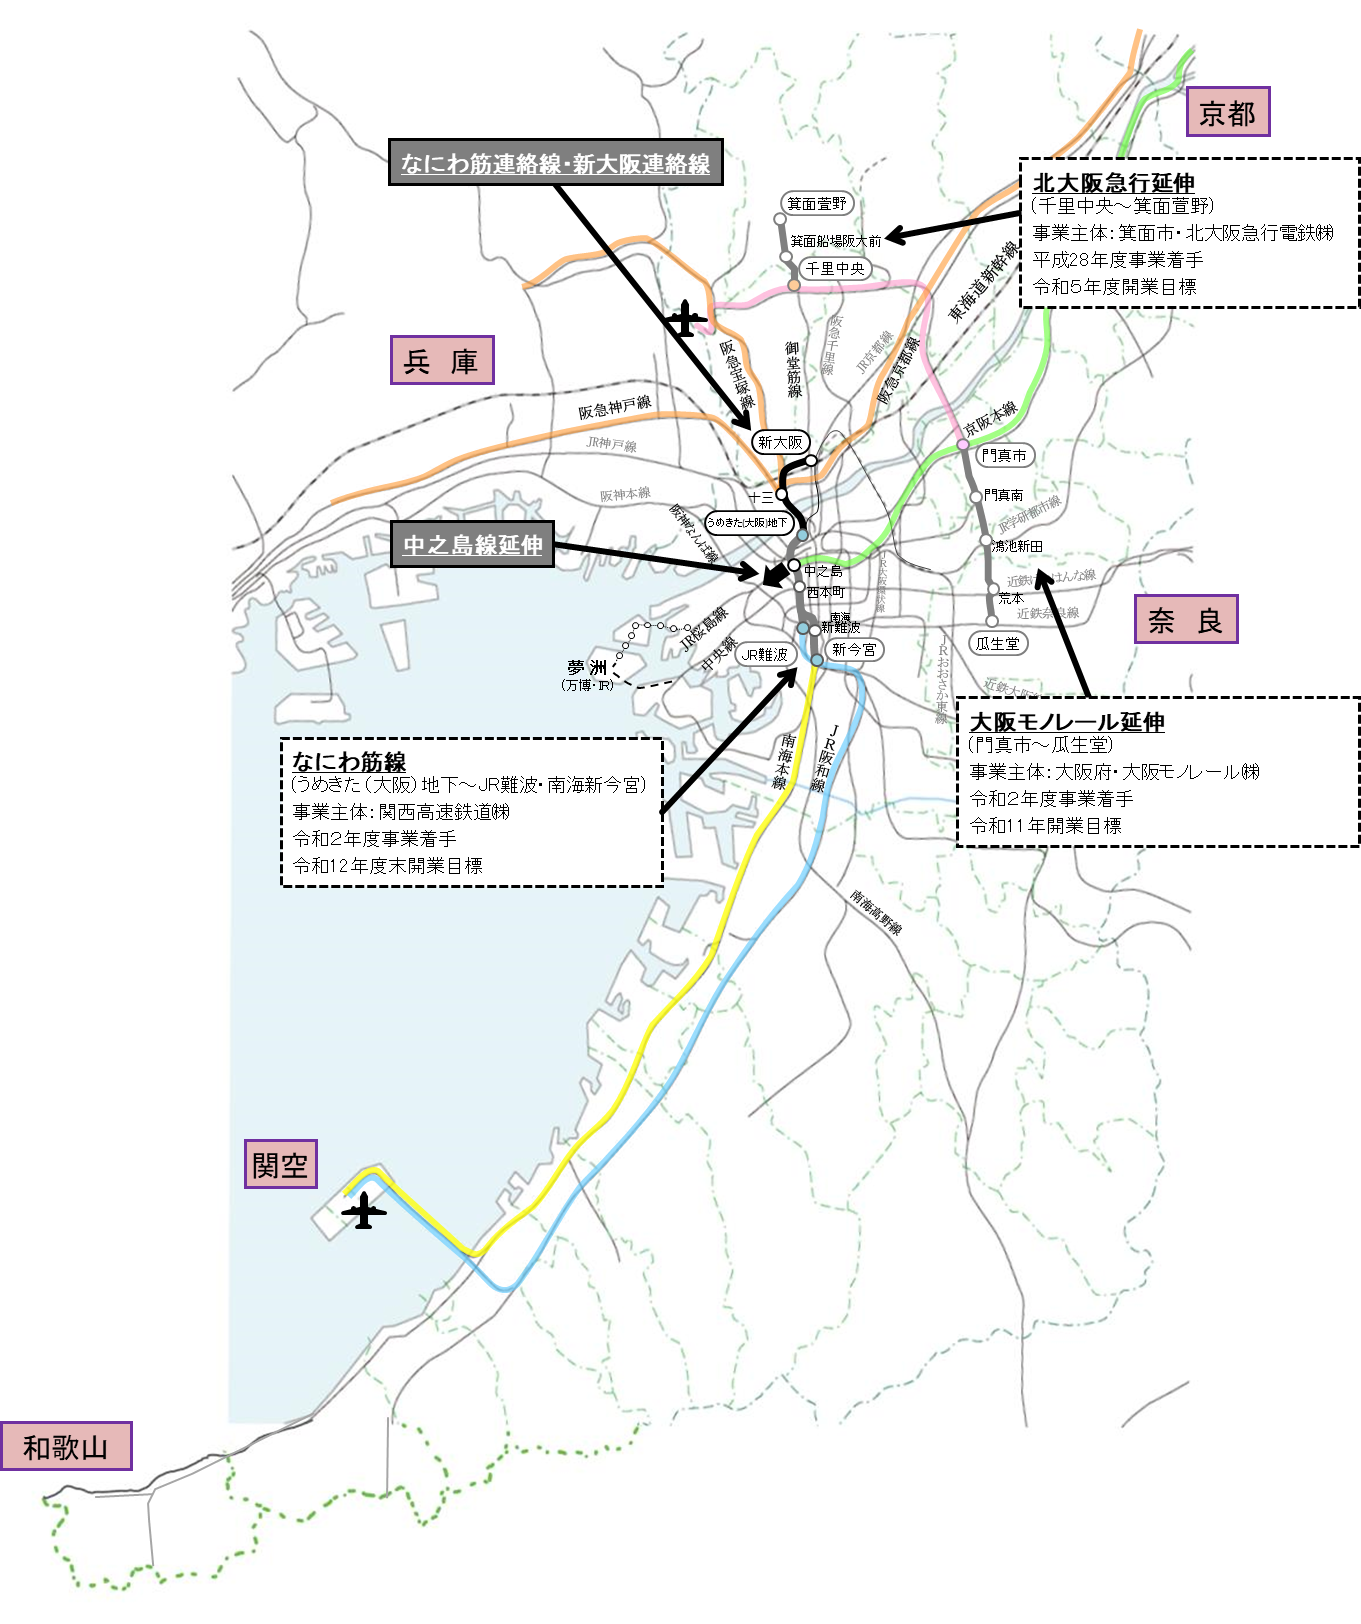 京都
なにわ筋連絡線・新大阪連絡線
北大阪急行延伸
(千里中央～箕面萱野)
事業主体：箕面市・北大阪急行電鉄㈱
平成28年度事業着手
令和5年度開業目標
箕面萱野
箕面船場阪大前
千里中央
東海道新幹線
兵　庫
阪急宝塚線
御堂筋線
阪急千里線
JR京都線
阪急京都線
阪急神戸線
京阪本線
JR神戸線
新大阪
門真市
阪神本線
十三
門真南
うめきた(大阪)地下
JR学研都市線
阪神なんば線
中之島線延伸
鴻池新田
中之島
JR大阪環状線
西本町
近鉄けいはんな線
荒本
近鉄奈良線
奈　良
南海
新難波
JR桜島線
中央線
瓜生堂
JR難波
新今宮
夢洲
(万博・IR)
JRおおさか東線
近鉄大阪線
なにわ筋線
(うめきた（大阪）地下～JR難波・南海新今宮)
事業主体：関西高速鉄道㈱
令和2年度事業着手
令和12年度末開業目標
南海本線
JR阪和線
大阪モノレール延伸
(門真市～瓜生堂)
事業主体：大阪府・大阪モノレール㈱
令和2年度事業着手
令和11年開業目標
南海高野線
関空
和歌山